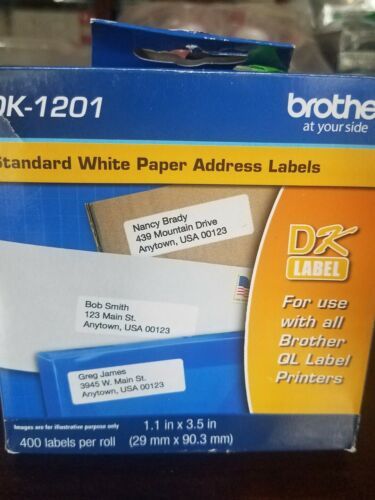 DK-1201
brother
at your side
Standard White Paper Address Labels
Nancy Brady
439 Mountain Drive
Anytown, USA 00123
Bob Smith
123 Main St.
Anytown, USA 00123
Greg James
3945 W. Main St.
Anytown, USA 00123
DK
LABEL
For use
with all
Brother
QL Label
Printers
Images are for illustrative purpose only
400 labels per roll
1.1 in x 3.5 in
(29 mm x 90.3 mm)